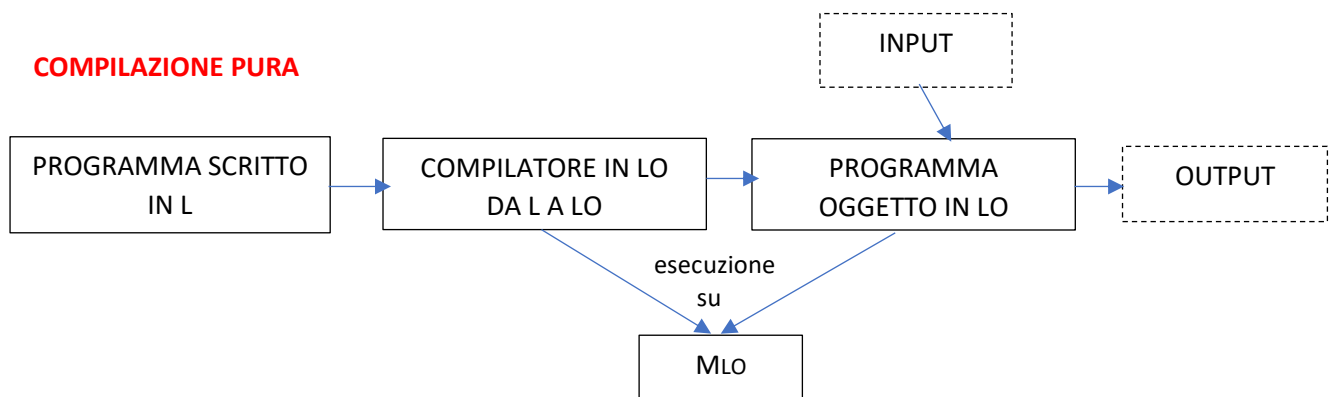 INPUT
COMPILAZIONE PURA
PROGRAMMA SCRITTO
IN L
COMPILATORE IN LO
DA L A LO
PROGRAMMA
OGGETTO IN LO
OUTPUT
esecuzione
su
MLO